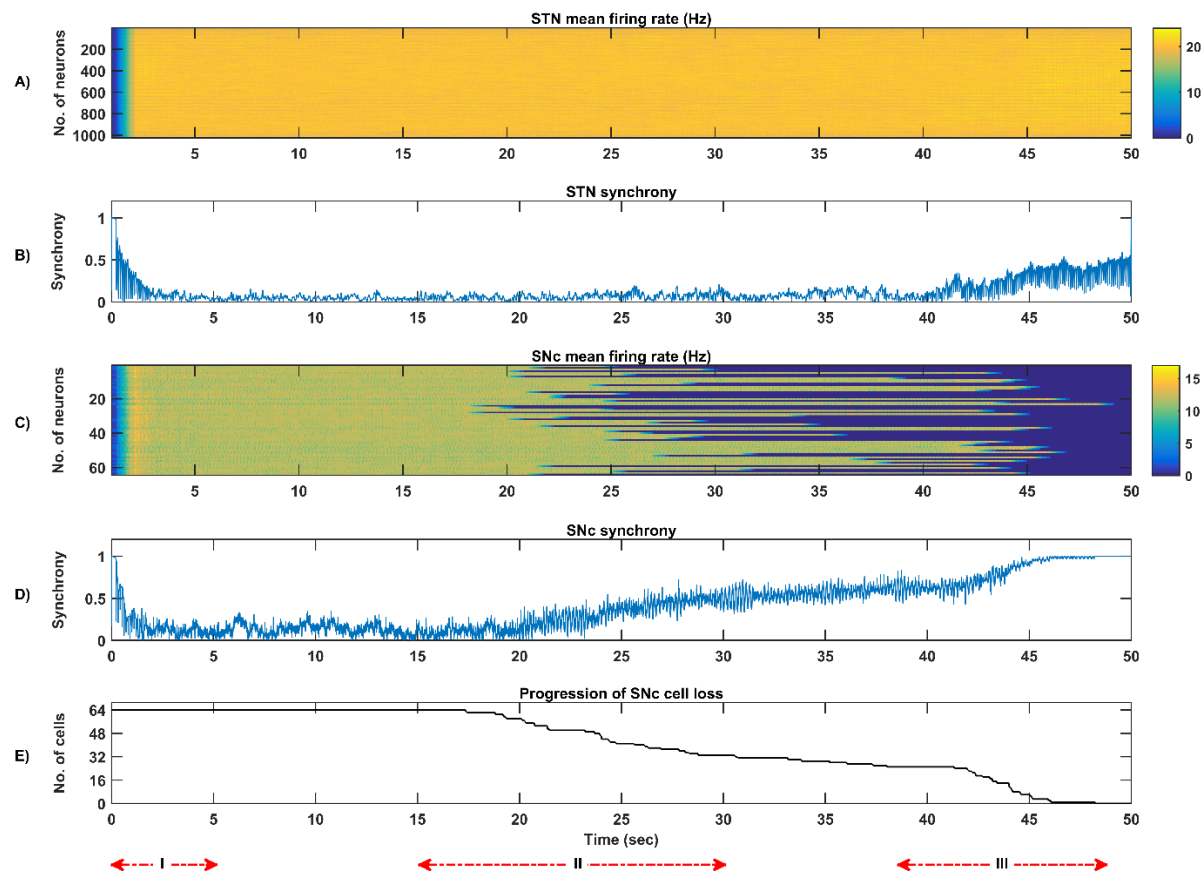 STN mean firing rate (Hz)
A)
No. of neurons
200
400
600
800
1000
5 10 15 20 25 30 35 40 45 50
20
10
0
STN synchrony
B)
Synchrony
1
0.5
0
0 5 10 15 20 25 30 35 40 45 50
SNc mean firing rate (Hz)
C)
No. of neurons
20
40
60
5 10 15 20 25 30 35 40 45 50
15
10
5
0
SNc synchrony
D)
Synchrony
1
0.5
0
0 5 10 15 20 25 30 35 40 45 50
Progression of SNc cell loss
E)
No. of cells
64
48
32
16
0
0 5 10 15 20 25 30 35 40 45 50
Time (sec)
I II III